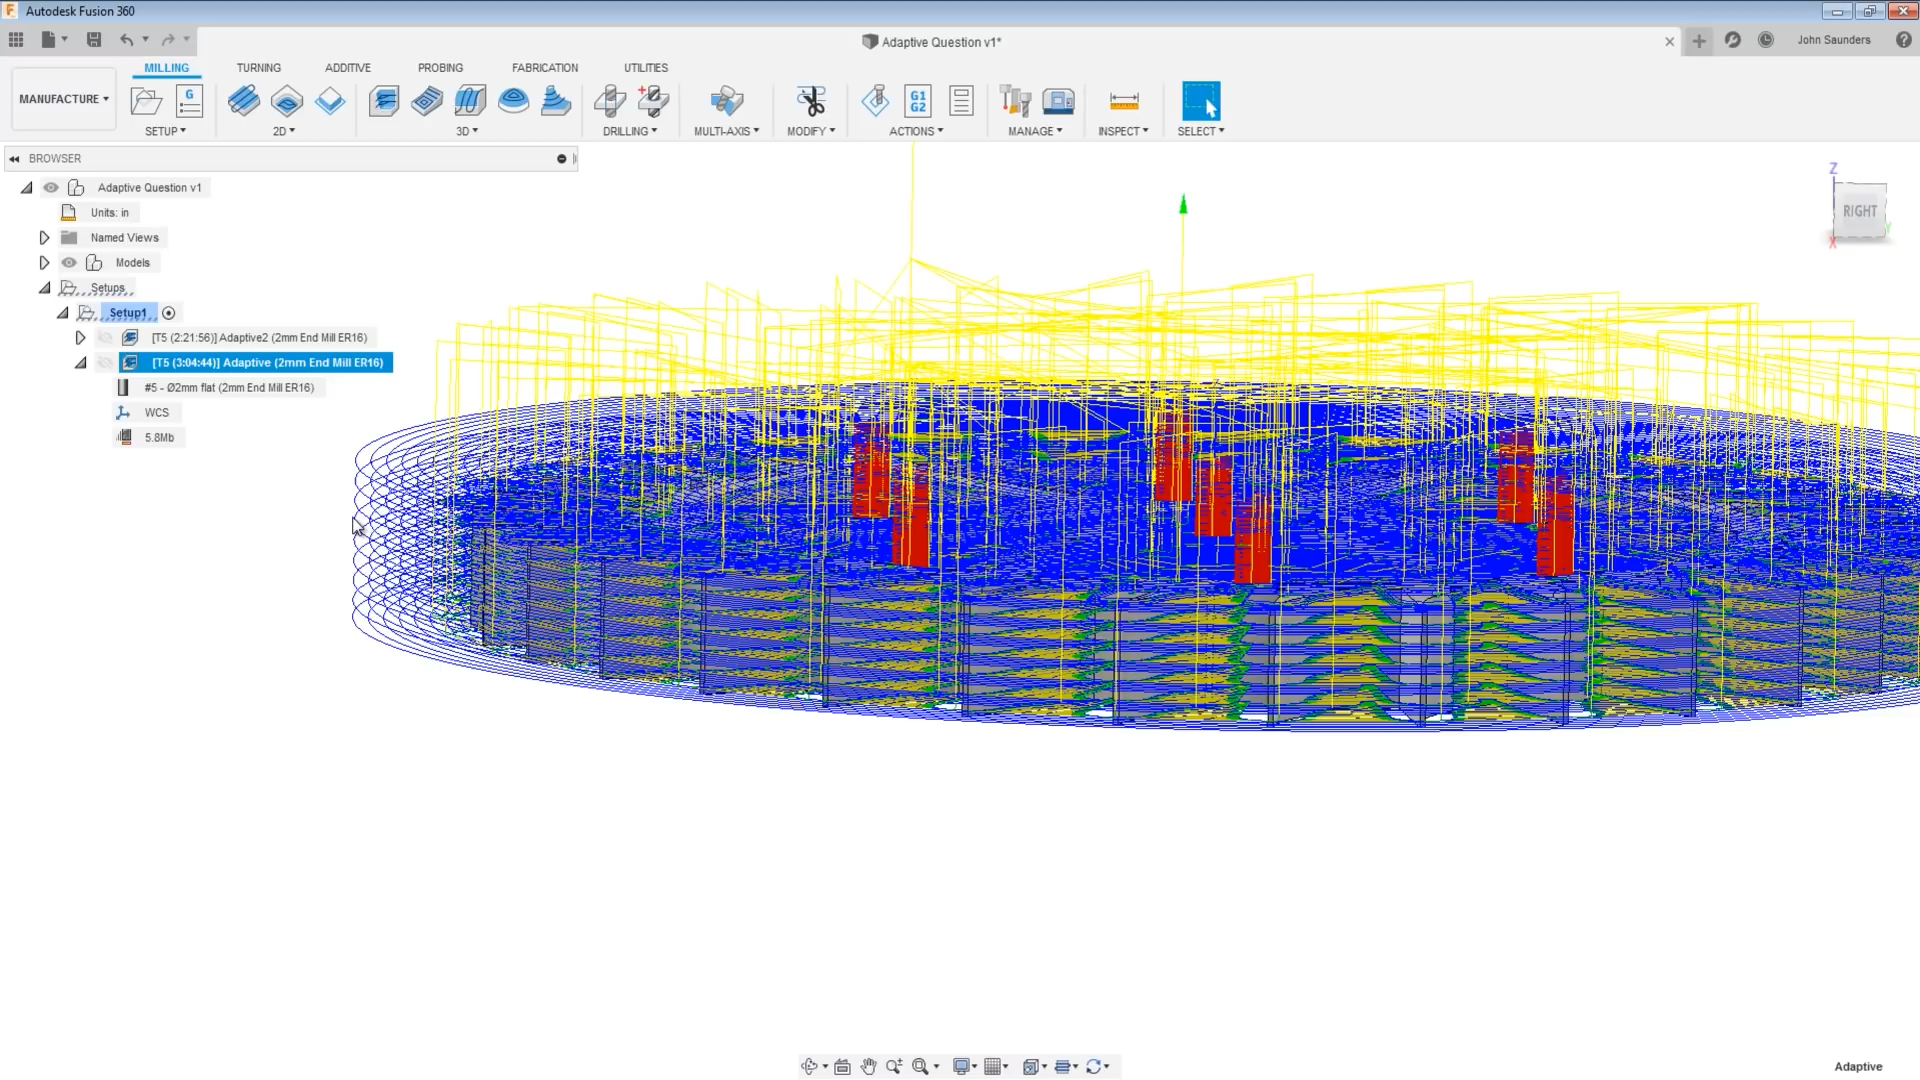 Autodesk Fusion 360
Adaptive Question v1*
John Saunders
MILLING TURNING ADDITIVE PROBING FABRICATION UTILITIES
MANUFACTURE
G
G1
G2
SETUP 2D 3D DRILLING MULTI-AXIS MODIFY ACTIONS MANAGE INSPECT SELECT
BROWSER
Adaptive Question v1
Units: in
Named Views
Models
Setups
Setup1
[T5 (2:21:56)] Adaptive2 (2mm End Mill ER16)
[T5 (3:04:44)] Adaptive (2mm End Mill ER16)
#5 - Ø2mm flat (2mm End Mill ER16)
WCS
5.8Mb
Z
RIGHT
X
Y
Adaptive